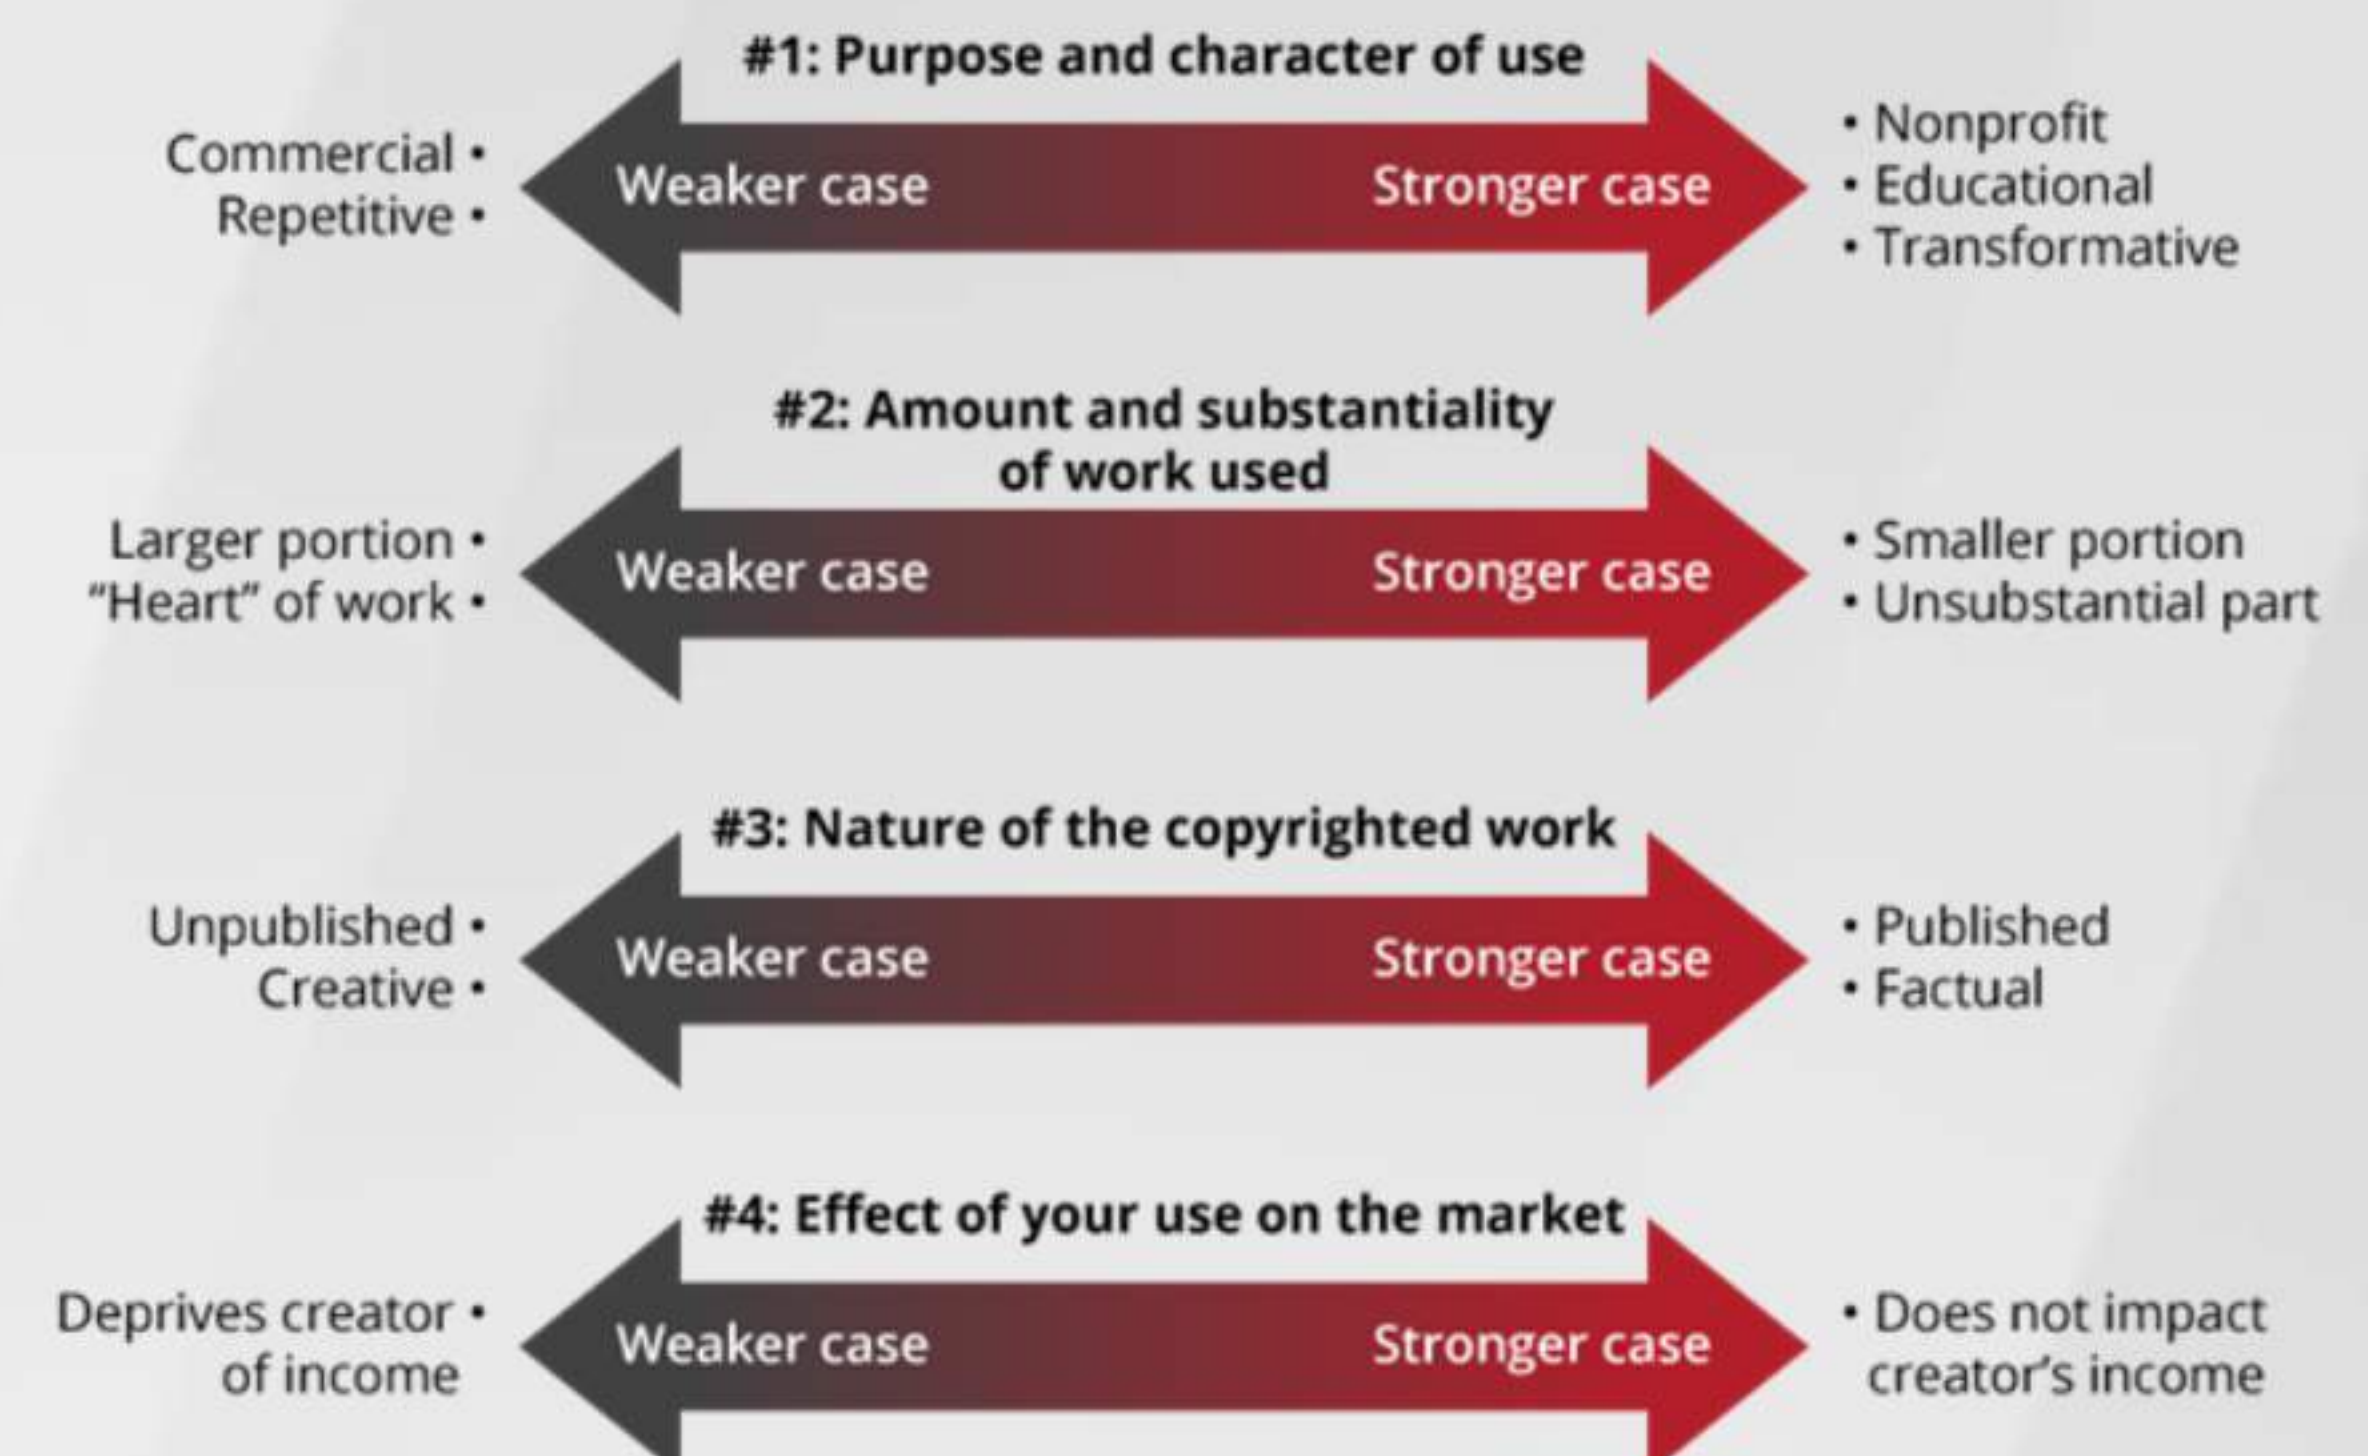 #1: Purpose and character of use
Commercial •
Repetitive •
Weaker case
Stronger case
• Nonprofit
• Educational
• Transformative
#2: Amount and substantiality
of work used
Larger portion •
“Heart” of work •
Weaker case
Stronger case
• Smaller portion
• Unsubstantial part
#3: Nature of the copyrighted work
Unpublished •
Creative •
Weaker case
Stronger case
• Published
• Factual
#4: Effect of your use on the market
Deprives creator •
of income
Weaker case
Stronger case
• Does not impact
creator’s income